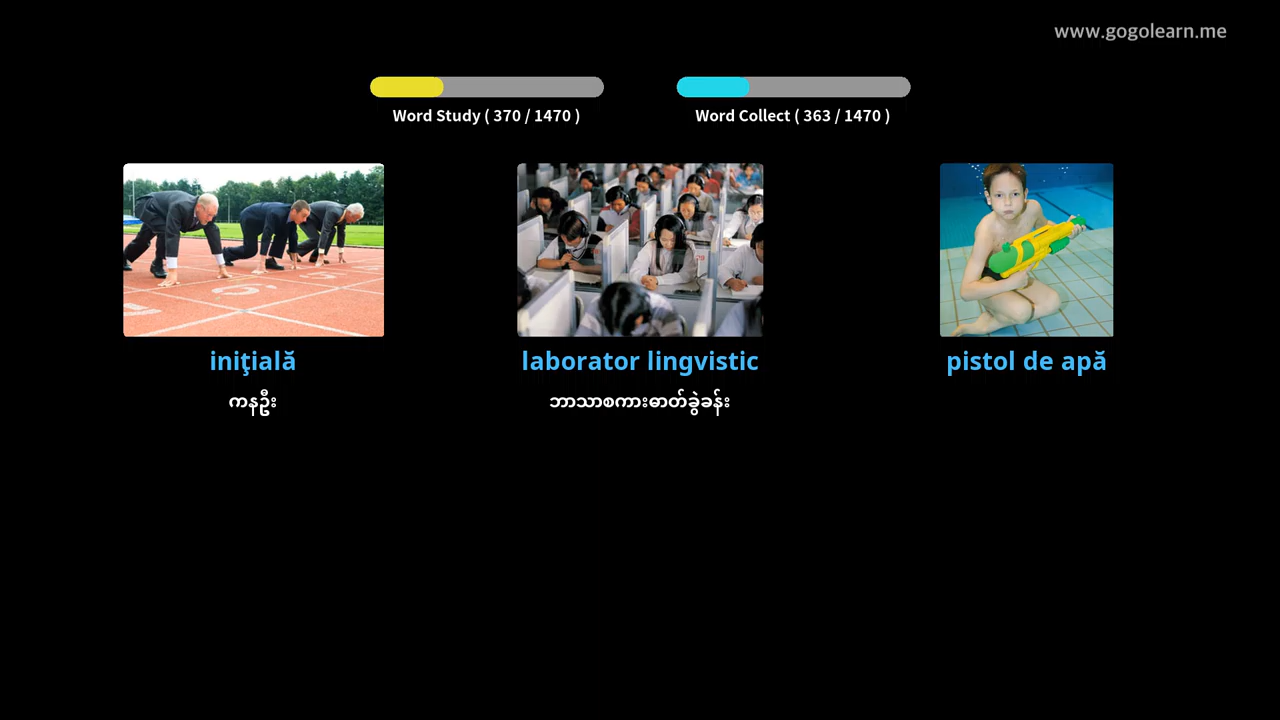 www.gogolearn.me
Word Study ( 370 / 1470 )
Word Collect ( 363 / 1470 )
iniţială
laborator lingvistic
pistol de apă
ကနဦး
ဘာသာစကားဓာတ်ခွဲခန်း